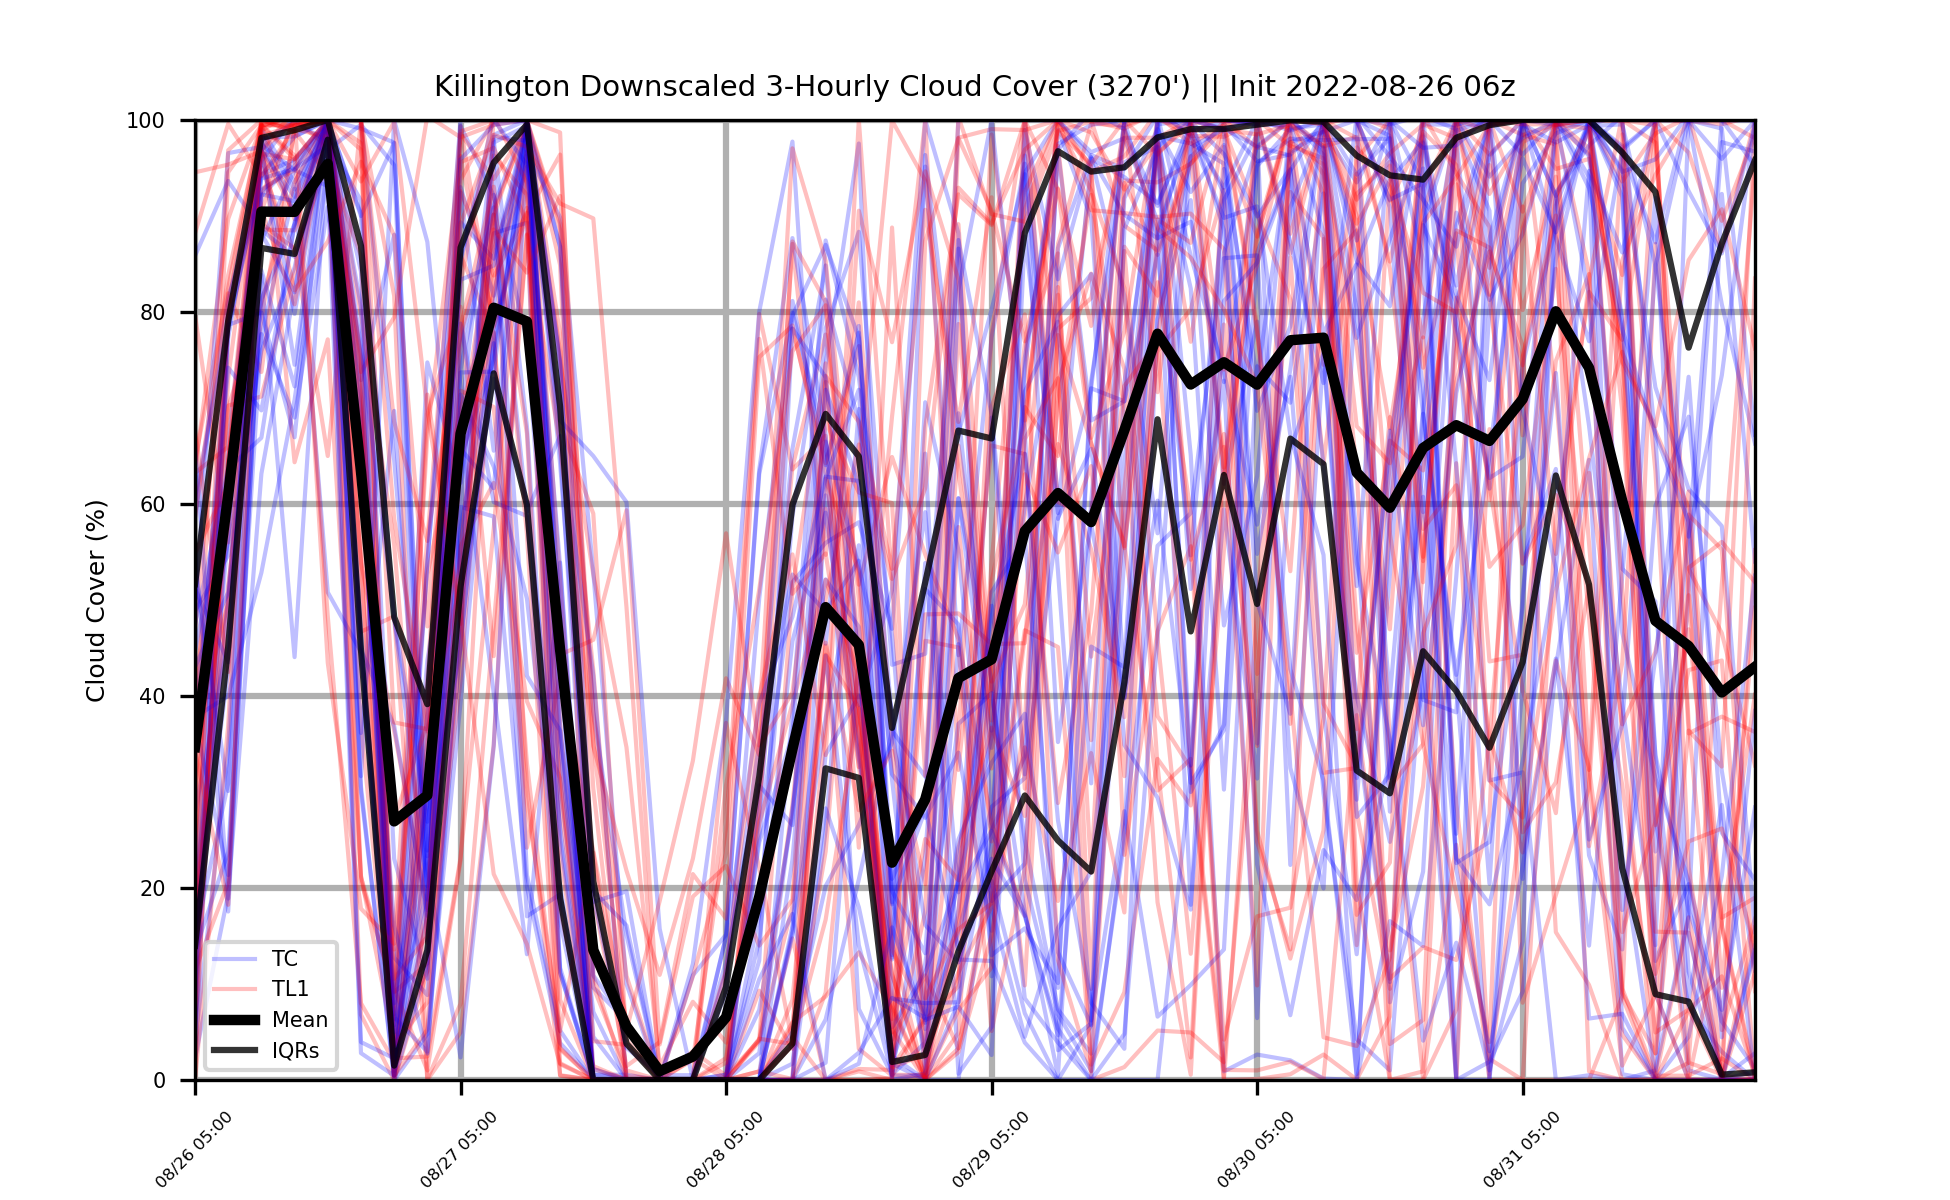 Killington Downscaled 3-Hourly Cloud Cover (3270') || Init 2022-08-26 06z
Cloud Cover (%)
100
80
60
40
20
0
TC
TL1
Mean
IQRs
08/26 05:00
08/27 05:00
08/28 05:00
08/29 05:00
08/30 05:00
08/31 05:00